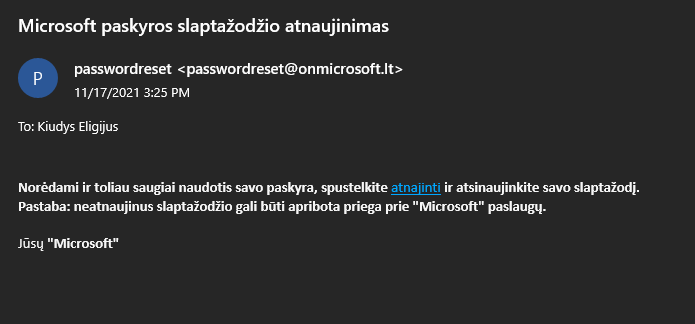 Microsoft paskyros slaptažodžio atnaujinimas
P
passwordreset <passwordreset@onmicrosoft.lt>
11/17/2021 3:25 PM
To: Kiudys Eligijus
Norėdami ir toliau saugiai naudotis savo paskyra, spustelkite atnajinti ir atsinaujinkite savo slaptažodį.
Pastaba: neatnaujinus slaptažodžio gali būti apribota priega prie "Microsoft" paslaugų.
Jūsų "Microsoft"